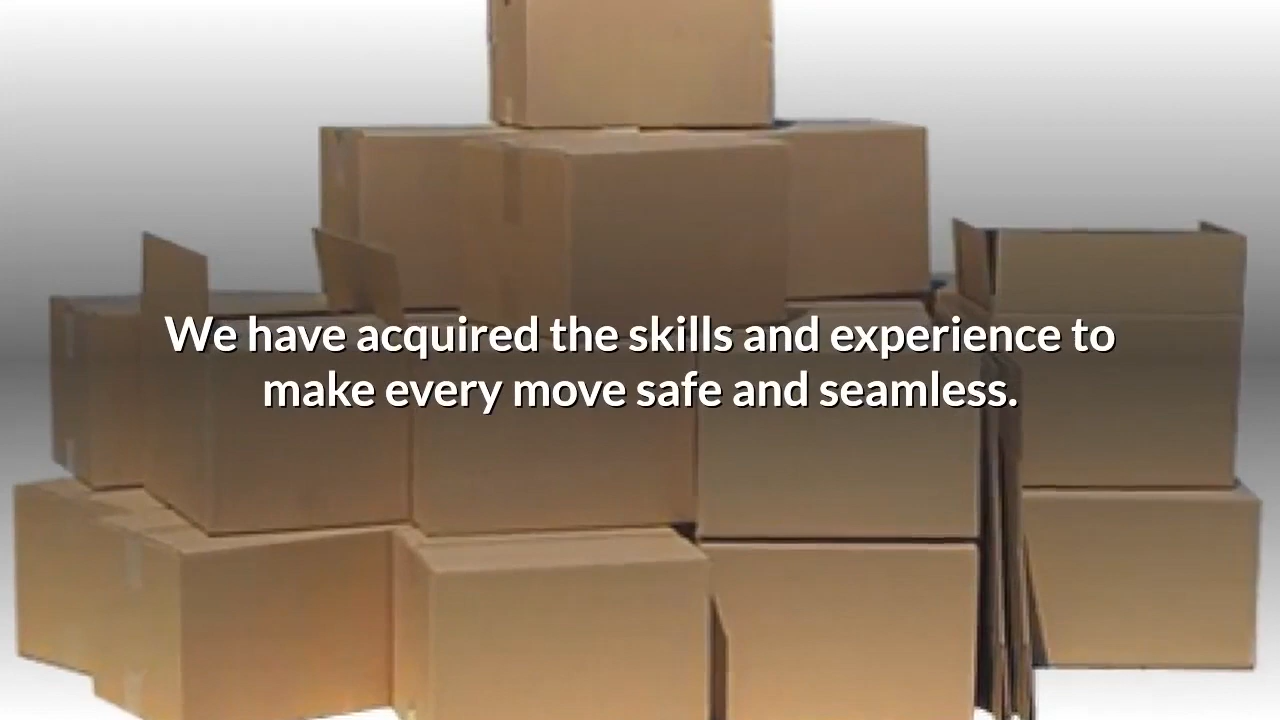 We have acquired the skills and experience to
make every move safe and seamless.